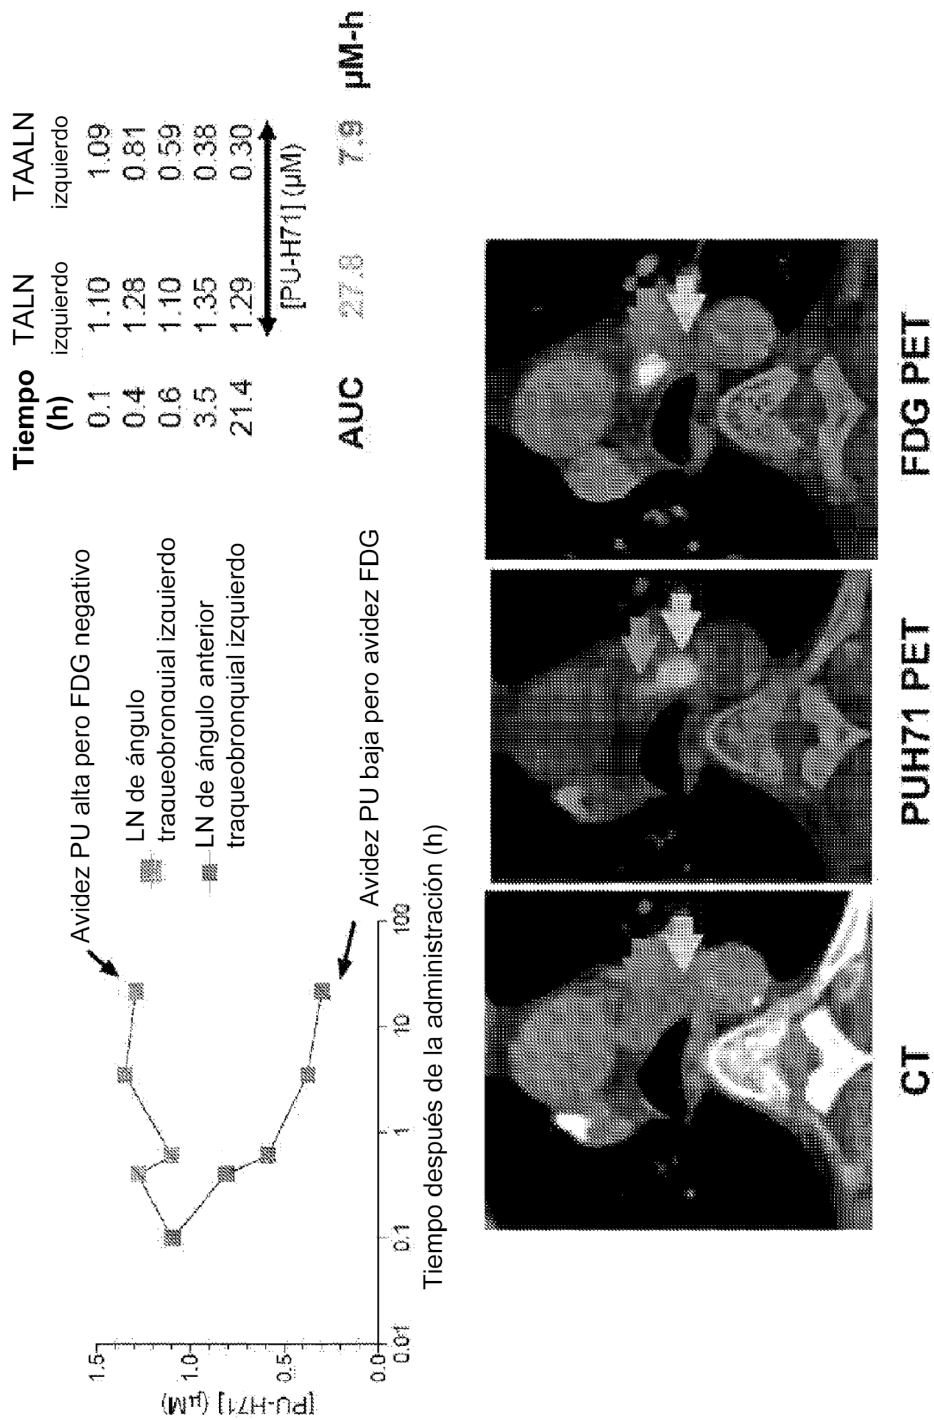 Avidez PU alta pero FDG negativo
LN de ángulo
traqueobronquial izquierdo
LN de ángulo anterior
traqueobronquial izquierdo
Avidez PU baja pero avidez FDG
[PU-H71] (µM)
1.5
1.0
0.5
0.0
0.01
0.1
1
10
100
Tiempo después de la administración (h)
Tiempo TALN TAALN
(h) izquierdo izquierdo
0.1 1.10 1.09
0.4 1.28 0.81
0.6 1.10 0.59
3.5 1.35 0.38
21.4 1.29 0.30
[PU-H71] (µM)
AUC 27.8 7.9 µM-h
CT
PUH71 PET
FDG PET